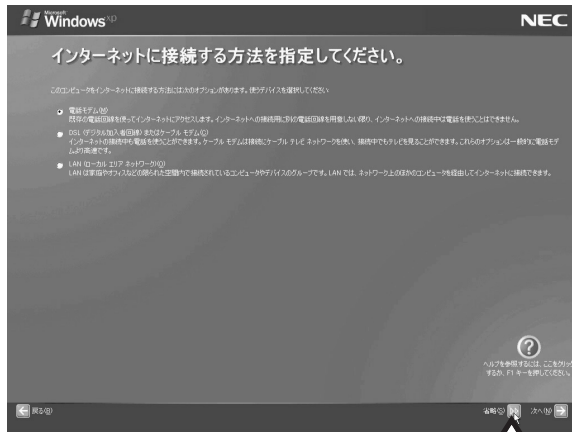 Microsoft
Windows xp
NEC
インターネットに接続する方法を指定してください。
このコンピュータをインターネットに接続する方法には次のオプションがあります。使うデバイスを選択してください
電話モデム(M)
既存の電話回線を使ってインターネットにアクセスします。インターネットへの接続用に別の電話回線を用意しない限り、インターネットへの接続中は電話を使うことはできません。
DSL (デジタル加入者回線) またはケーブル モデム(C)
インターネットの接続中も電話を使うことができます。ケーブル モデムは接続にケーブル テレビ ネットワークを使い、接続中でもテレビを見ることができます。これらのオプションは一般的に電話モデ
ムより高速です。
LAN (ローカル エリア ネットワーク)(O)
LAN は家庭やオフィスなどの限られた空間内で接続されているコンピュータやデバイスのグループです。LAN では、ネットワーク上のほかのコンピュータを経由してインターネットに接続できます。
ヘルプを参照するには、ここをクリック
するか、F1 キーを押してください。
戻る(B)
省略(S)
次へ(N)